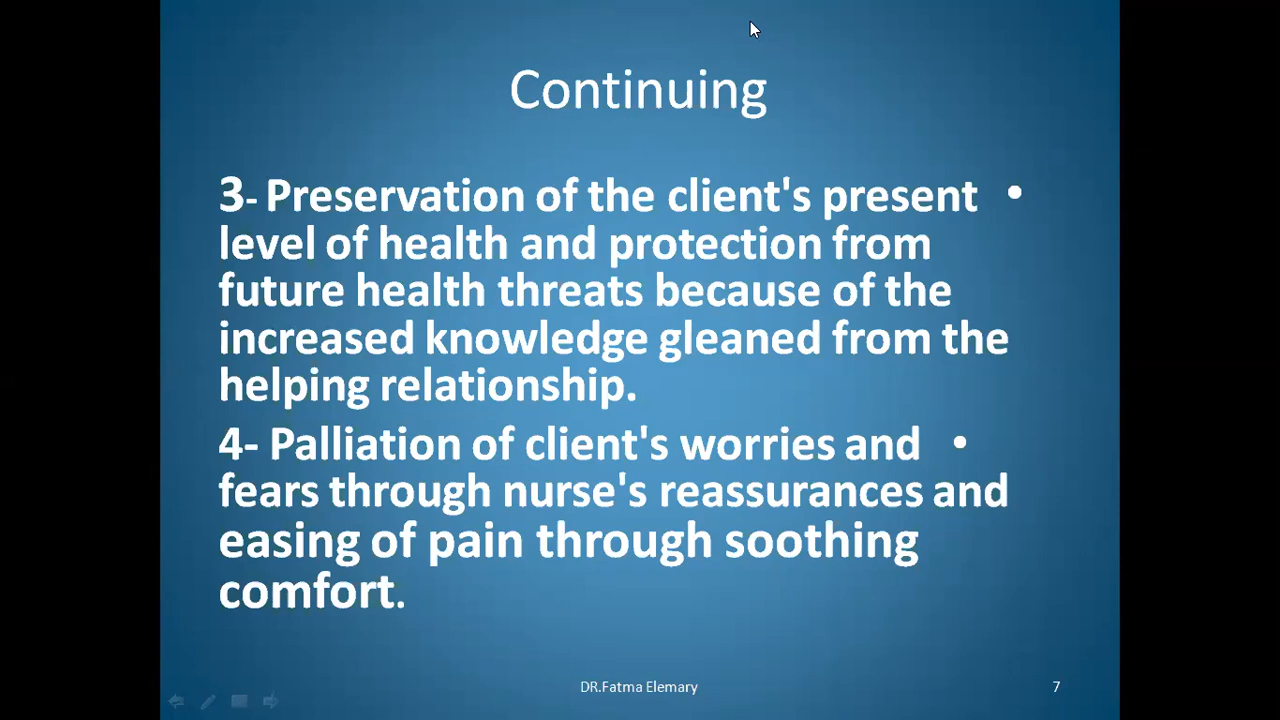 Continuing
3- Preservation of the client's present •
level of health and protection from
future health threats because of the
increased knowledge gleaned from the
helping relationship.
4- Palliation of client's worries and •
fears through nurse's reassurances and
easing of pain through soothing
comfort.
DR.Fatma Elemary
7